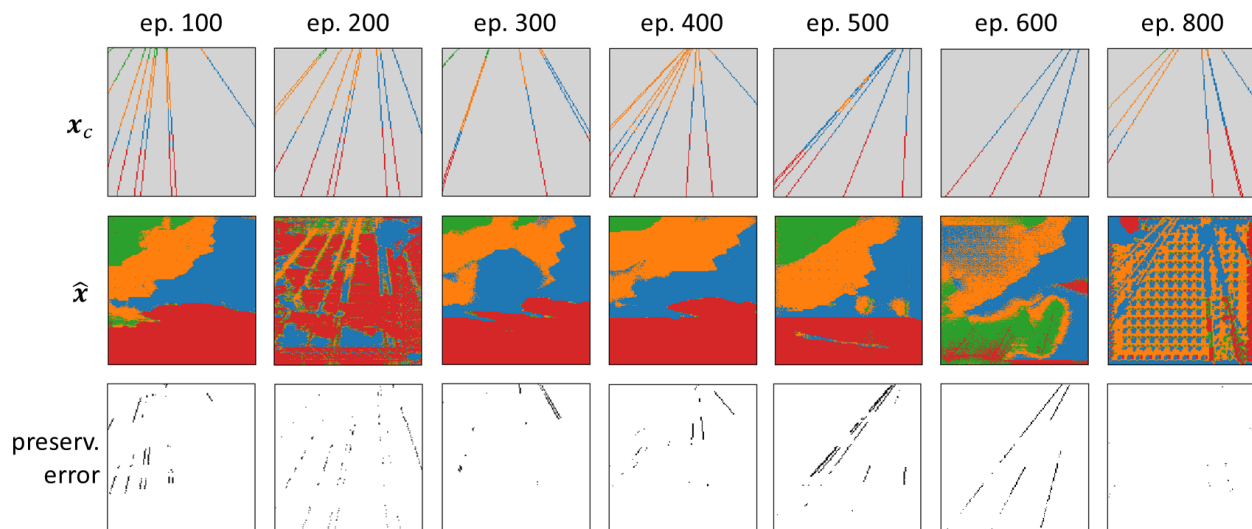 ep. 100 ep. 200 ep. 300 ep. 400 ep. 500 ep. 600 ep. 800
x_c
x̂
preserv.
error